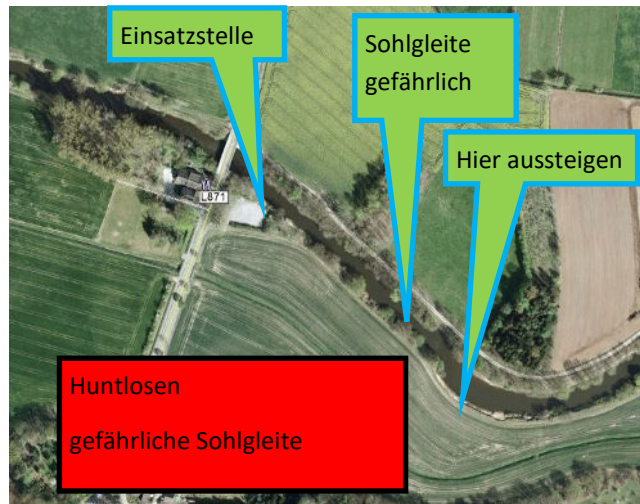 Einsatzstelle
Sohlgleite
gefährlich
Hier aussteigen
L871
Huntlosen
gefährliche Sohlgleite